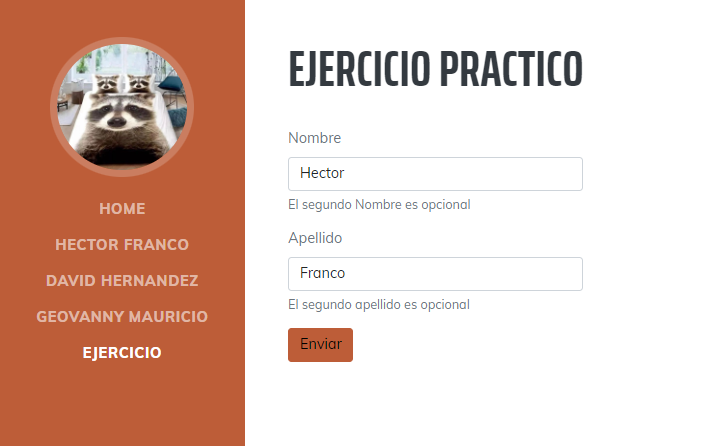 HOME
HECTOR FRANCO
DAVID HERNANDEZ
GEOVANNY MAURICIO
EJERCICIO
EJERCICIO PRACTICO
Nombre
Hector
El segundo Nombre es opcional
Apellido
Franco
El segundo apellido es opcional
Enviar